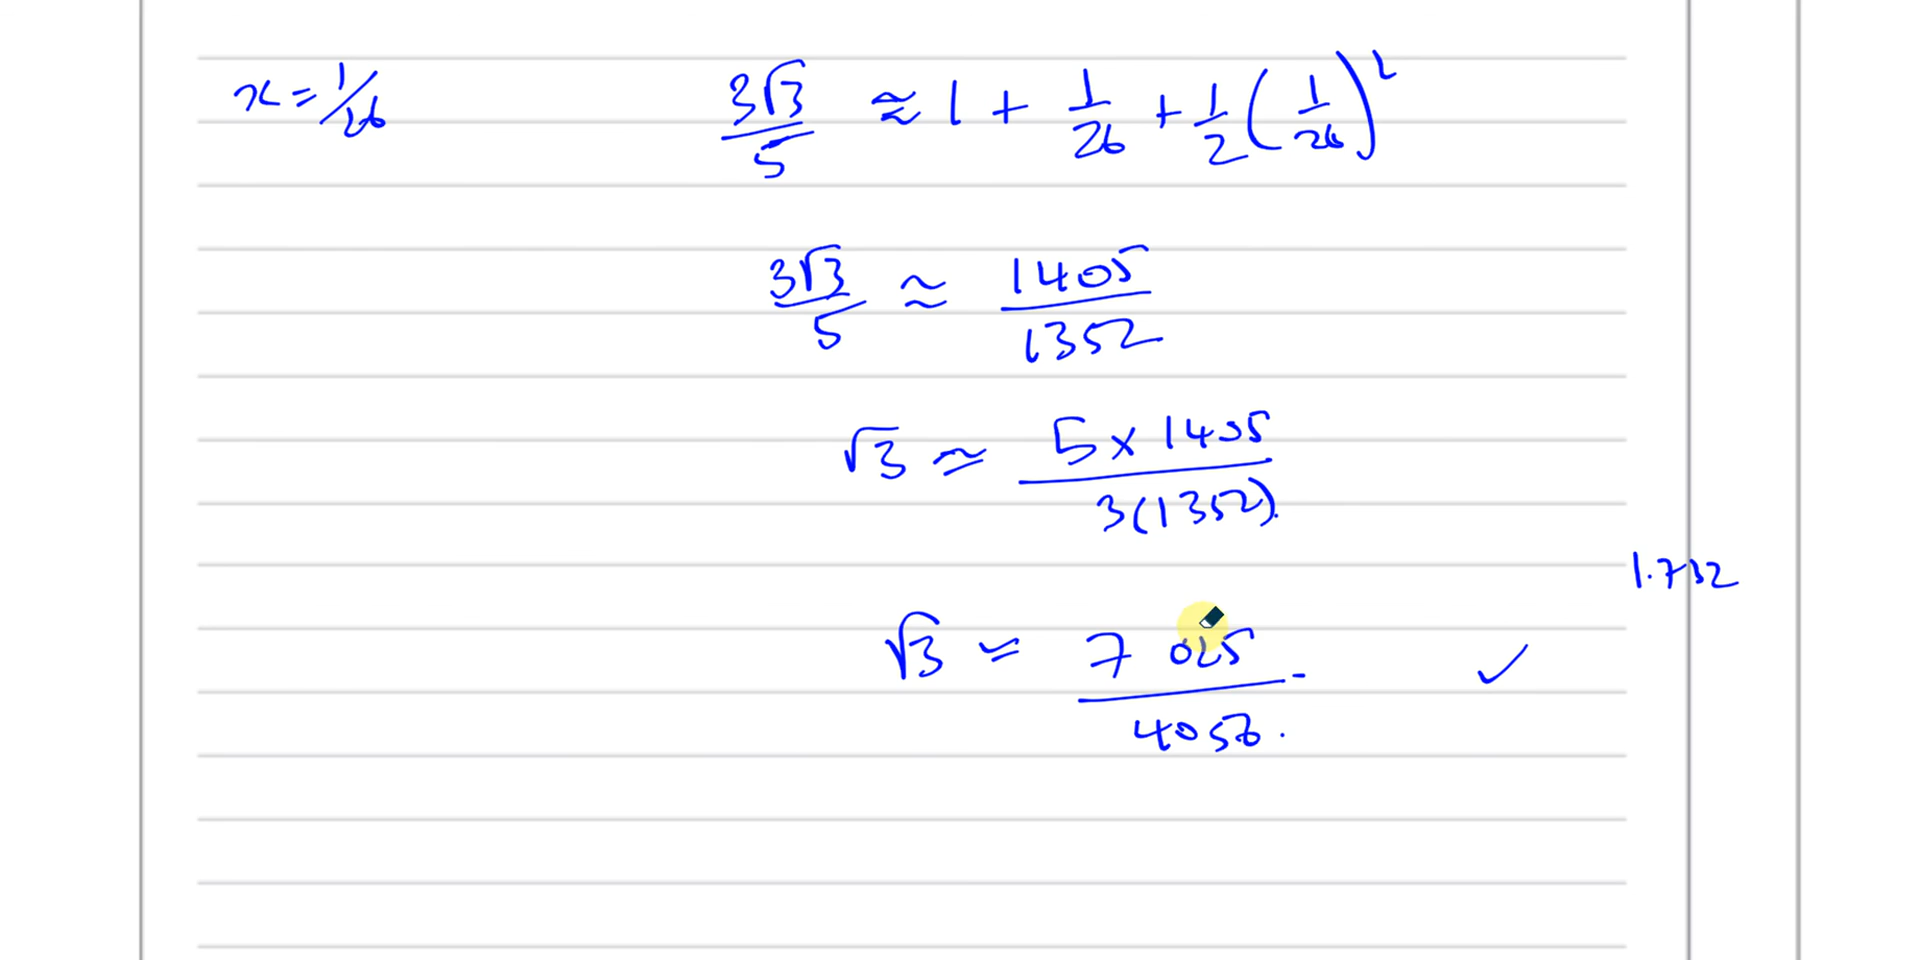 x = 1/26 3√3/5 ≈ 1 + 1/26 + 1/2 (1/26)²
3√3/5 ≈ 1405/1352
√3 ≈ 5 × 1405 / 3(1352).
1.732
√3 ≈ 7025/4056. ✓